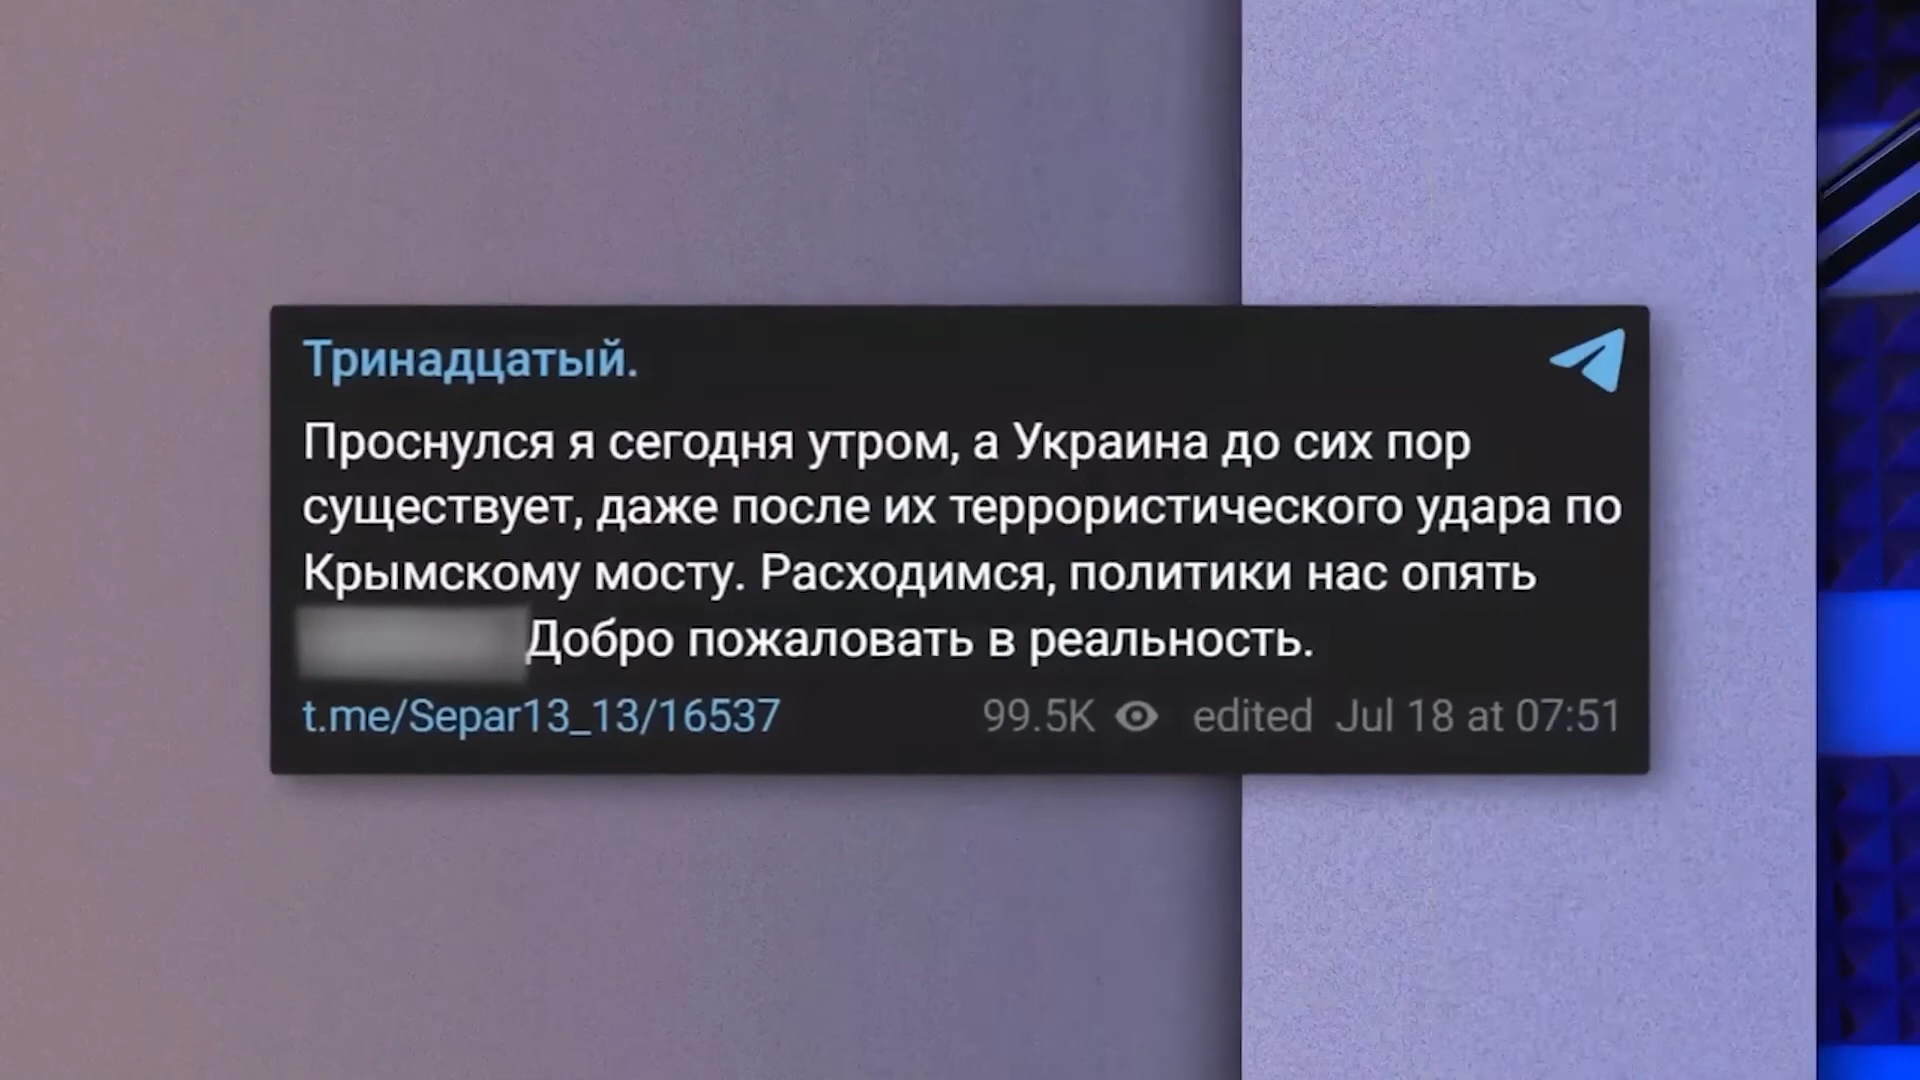 Тринадцатый.
Проснулся я сегодня утром, а Украина до сих пор
существует, даже после их террористического удара по
Крымскому мосту. Расходимся, политики нас опять
Добро пожаловать в реальность.
t.me/Separ13_13/16537 99.5K edited Jul 18 at 07:51